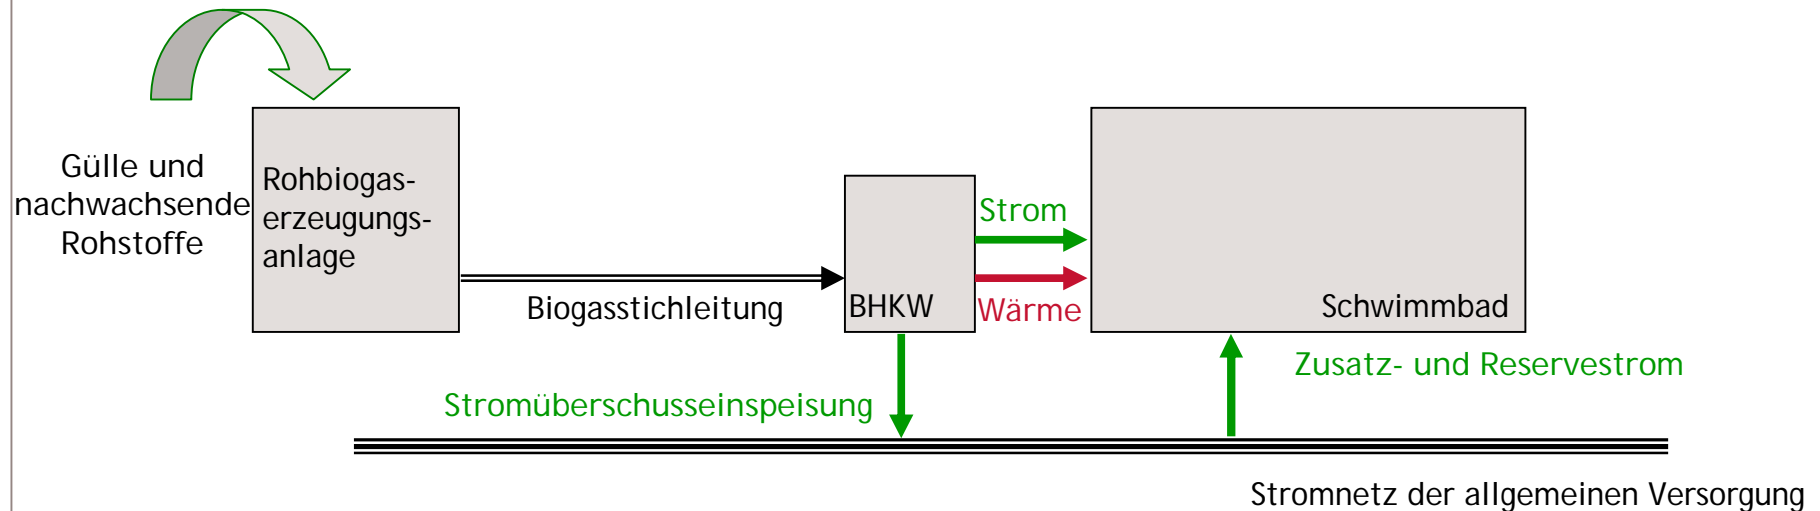 Gülle und
nachwachsende
Rohstoffe
Rohbiogas-
erzeugungs-
anlage
Biogasstichleitung
BHKW
Strom
Wärme
Schwimmbad
Stromüberschusseinspeisung
Zusatz- und Reservestrom
Stromnetz der allgemeinen Versorgung